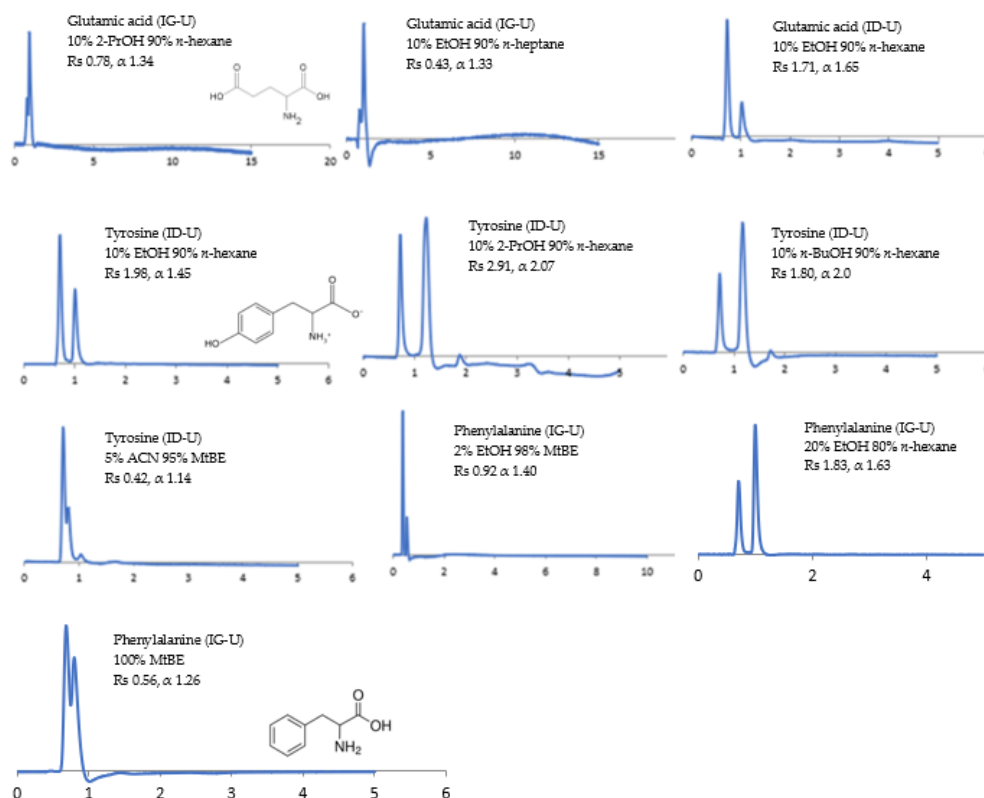 Glutamic acid (IG-U)
10% 2-PrOH 90% n-hexane
Rs 0.78, α 1.34
O
O
HO
OH
NH2
0
5
10
15
20
Glutamic acid (IG-U)
10% EtOH 90% n-heptane
Rs 0.43, α 1.33
0
5
10
15
Glutamic acid (ID-U)
10% EtOH 90% n-hexane
Rs 1.71, α 1.65
0
1
2
3
4
5
Tyrosine (ID-U)
10% EtOH 90% n-hexane
Rs 1.98, α 1.45
O
O-
NH3+
HO
0
1
2
3
4
5
6
Tyrosine (ID-U)
10% 2-PrOH 90% n-hexane
Rs 2.91, α 2.07
0
1
2
3
4
5
Tyrosine (ID-U)
10% n-BuOH 90% n-hexane
Rs 1.80, α 2.0
0
1
2
3
4
5
Tyrosine (ID-U)
5% ACN 95% MtBE
Rs 0.42, α 1.14
0
1
2
3
4
5
6
Phenylalanine (IG-U)
2% EtOH 98% MtBE
Rs 0.92 α 1.40
0
2
4
6
8
10
Phenylalanine (IG-U)
20% EtOH 80% n-hexane
Rs 1.83, α 1.63
0
2
4
Phenylalanine (IG-U)
100% MtBE
Rs 0.56, α 1.26
O
OH
NH2
0
1
2
3
4
5
6